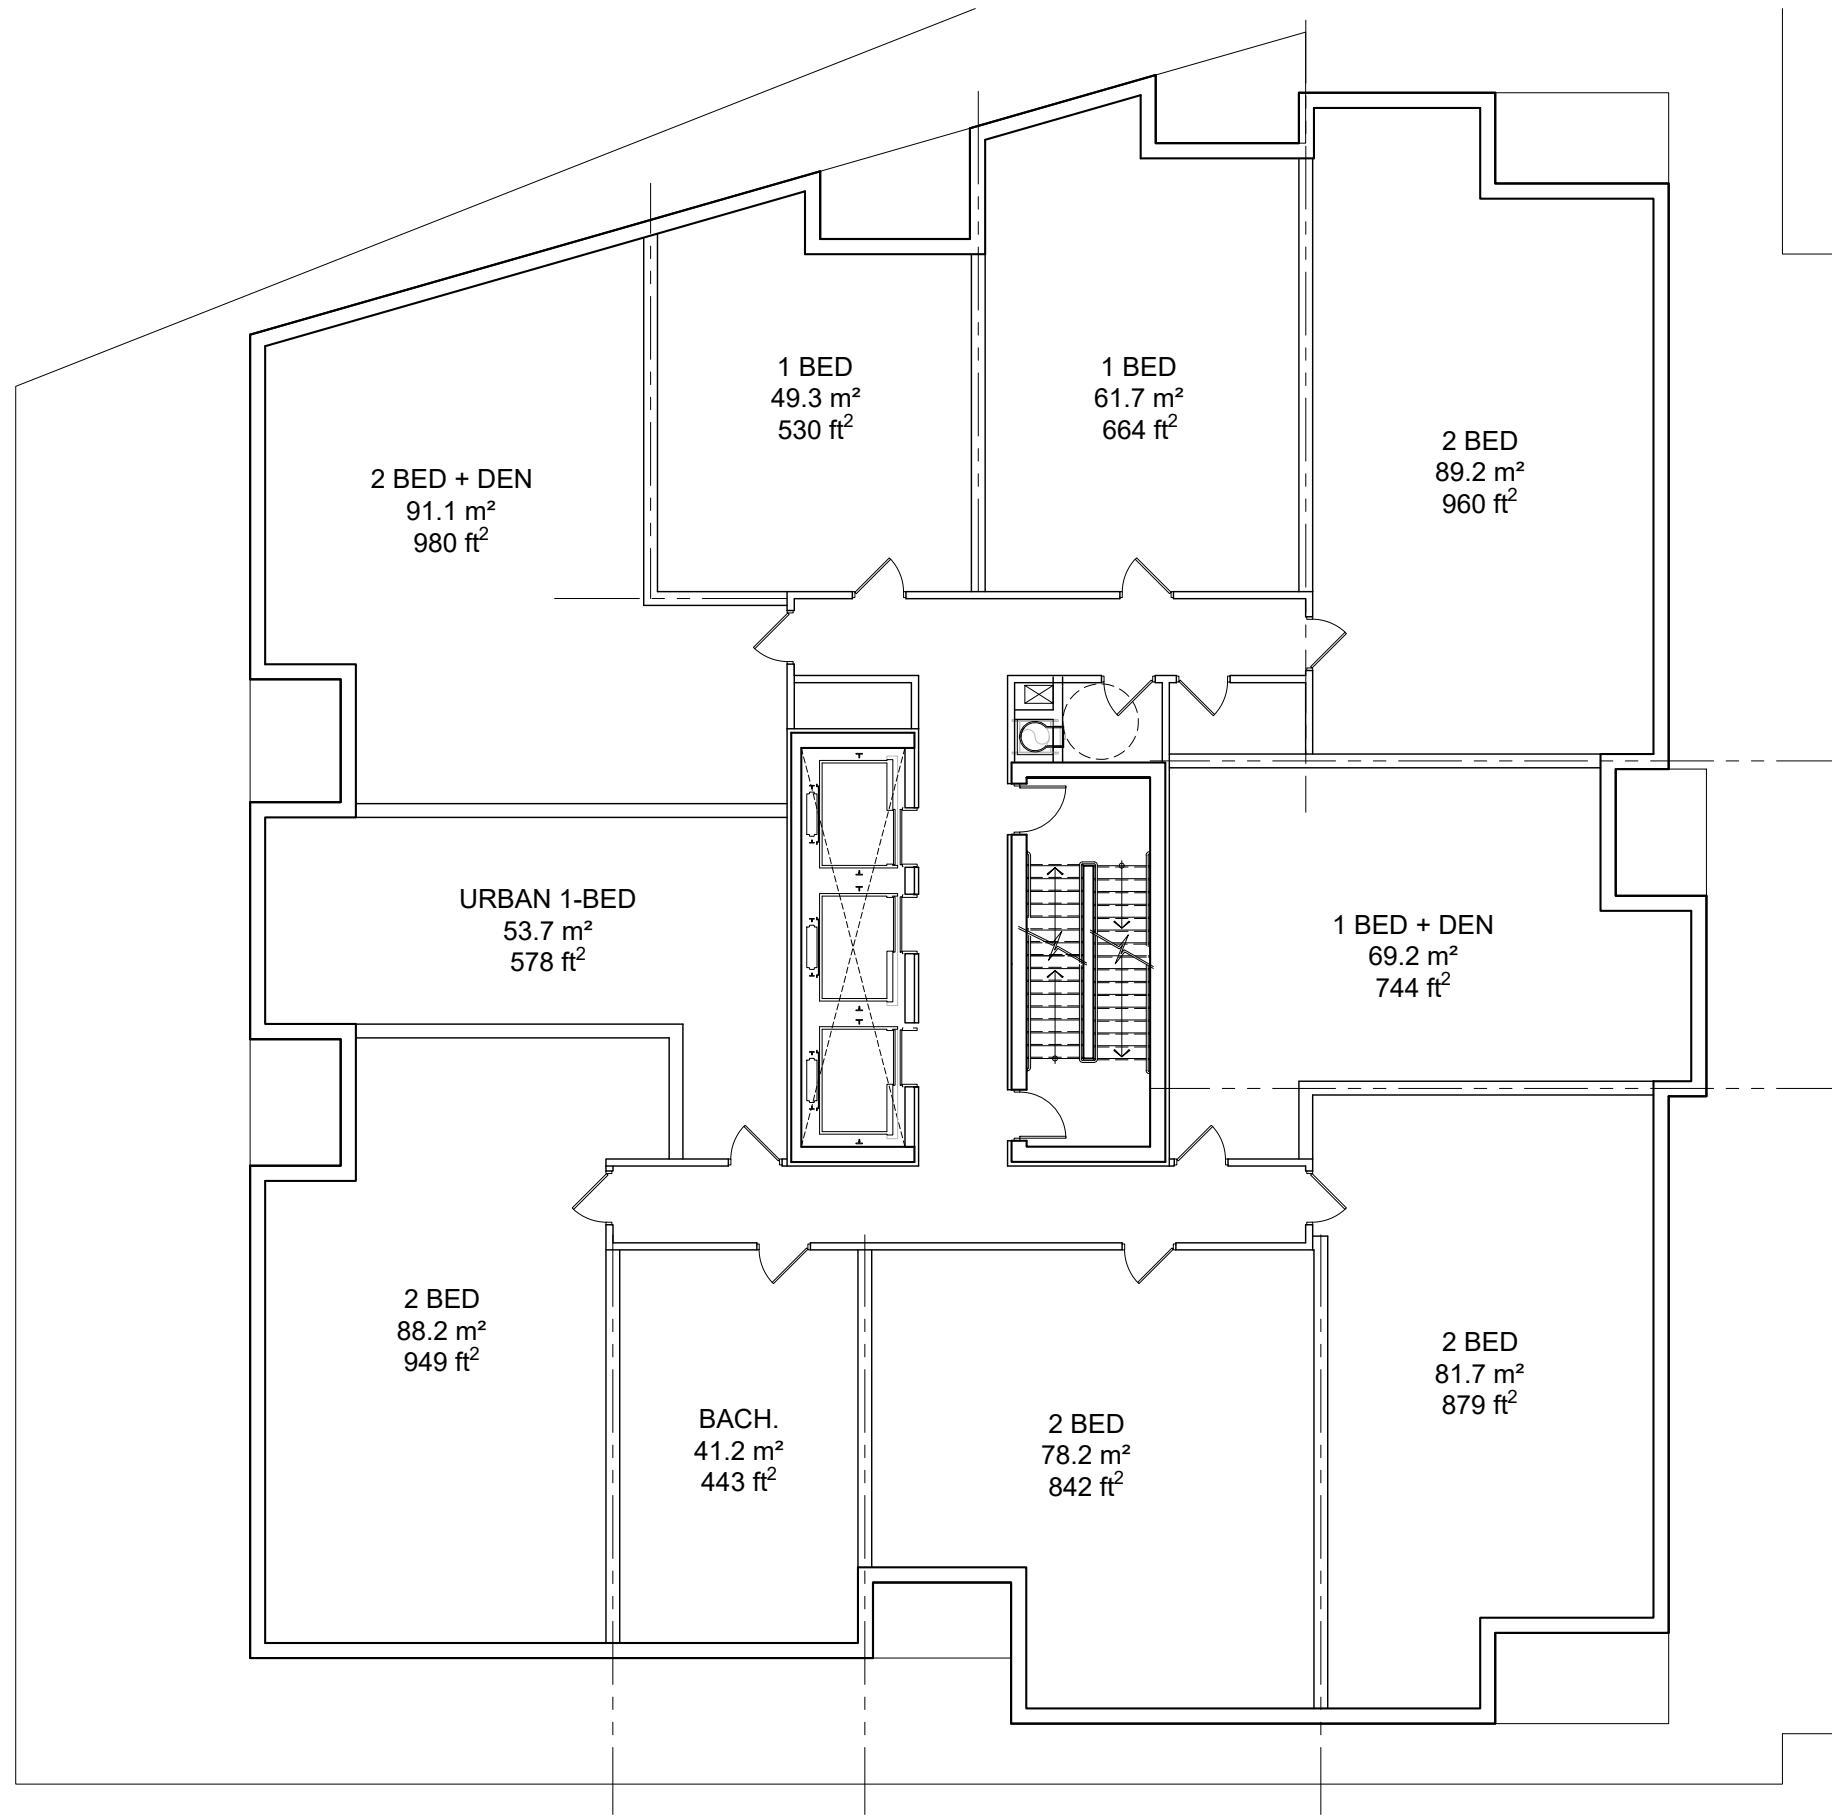 1 BED
49.3 m²
530 ft²
1 BED
61.7 m²
664 ft²
2 BED
89.2 m²
960 ft²
2 BED + DEN
91.1 m²
980 ft²
URBAN 1-BED
53.7 m²
578 ft²
1 BED + DEN
69.2 m²
744 ft²
2 BED
88.2 m²
949 ft²
BACH.
41.2 m²
443 ft²
2 BED
78.2 m²
842 ft²
2 BED
81.7 m²
879 ft²